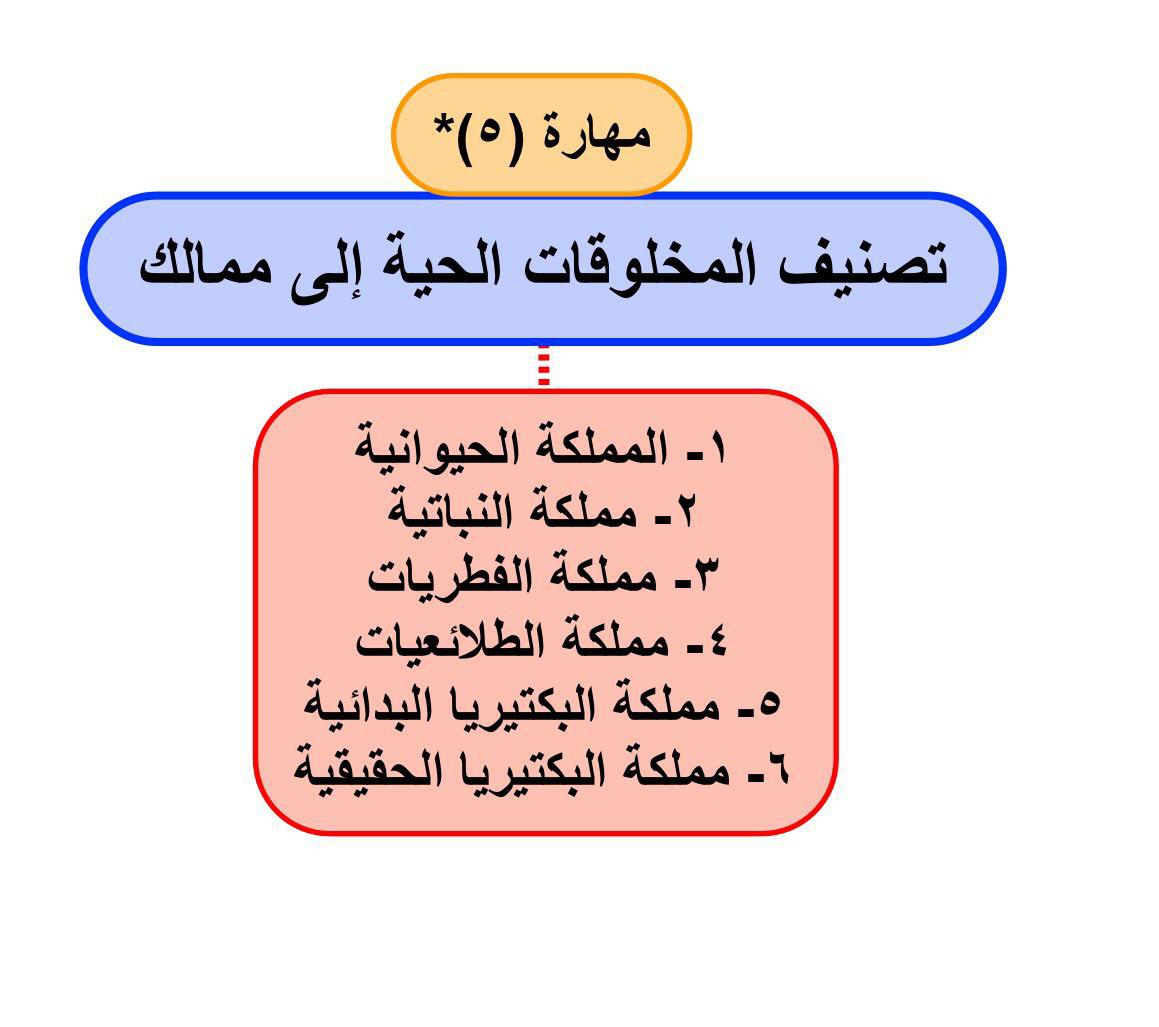 مهارة (٥)*
تصنيف المخلوقات الحية إلى ممالك
١- المملكة الحيوانية
٢- مملكة النباتية
٣- مملكة الفطريات
٤- مملكة الطلائعيات
٥- مملكة البكتيريا البدائية
٦- مملكة البكتيريا الحقيقية